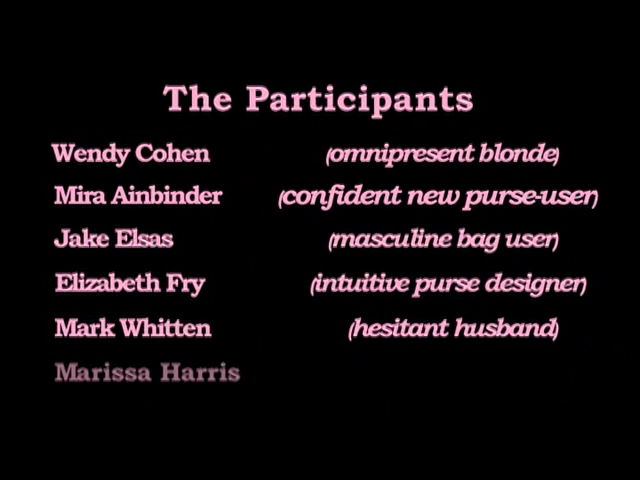 The Participants
Wendy Cohen (omnipresent blonde)
Mira Ainbinder (confident new purse-user)
Jake Elsas (masculine bag user)
Elizabeth Fry (intuitive purse designer)
Mark Whitten (hesitant husband)
Marissa Harris